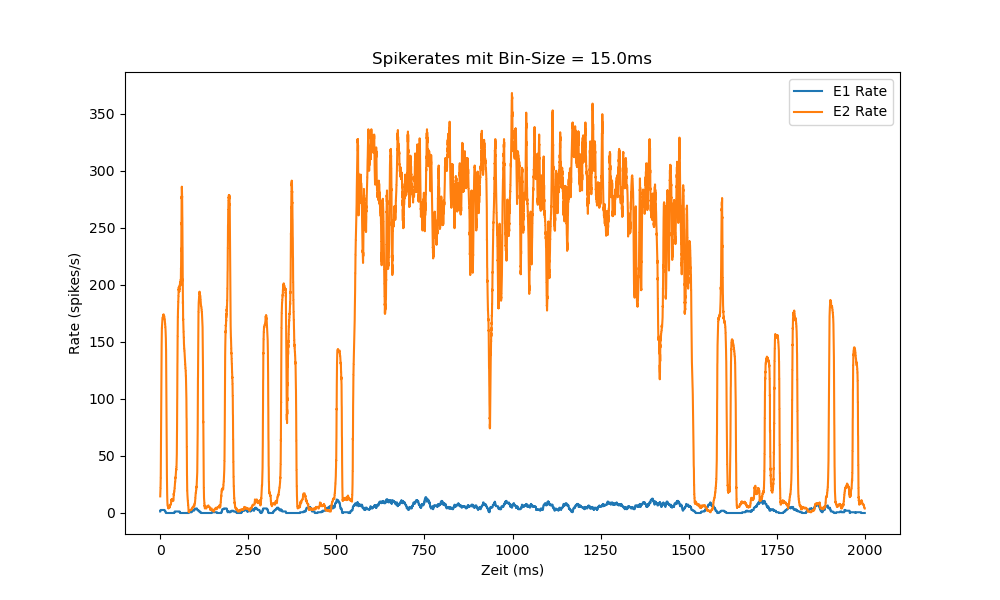 Spikerates mit Bin-Size = 15.0ms
E1 Rate
E2 Rate
Rate (spikes/s)
350
300
250
200
150
100
50
0
0 250 500 750 1000 1250 1500 1750 2000
Zeit (ms)